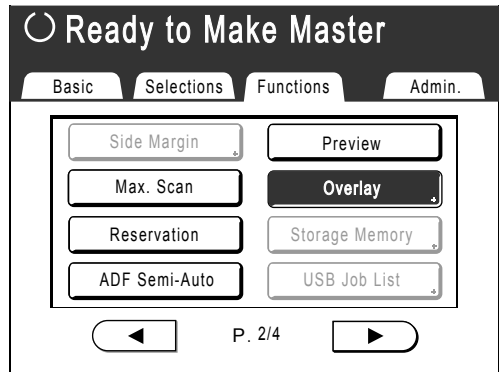 Ready to Make Master
Basic Selections Functions Admin.
Side Margin Preview
Max. Scan Overlay
Reservation Storage Memory
ADF Semi-Auto USB Job List
P. 2/4